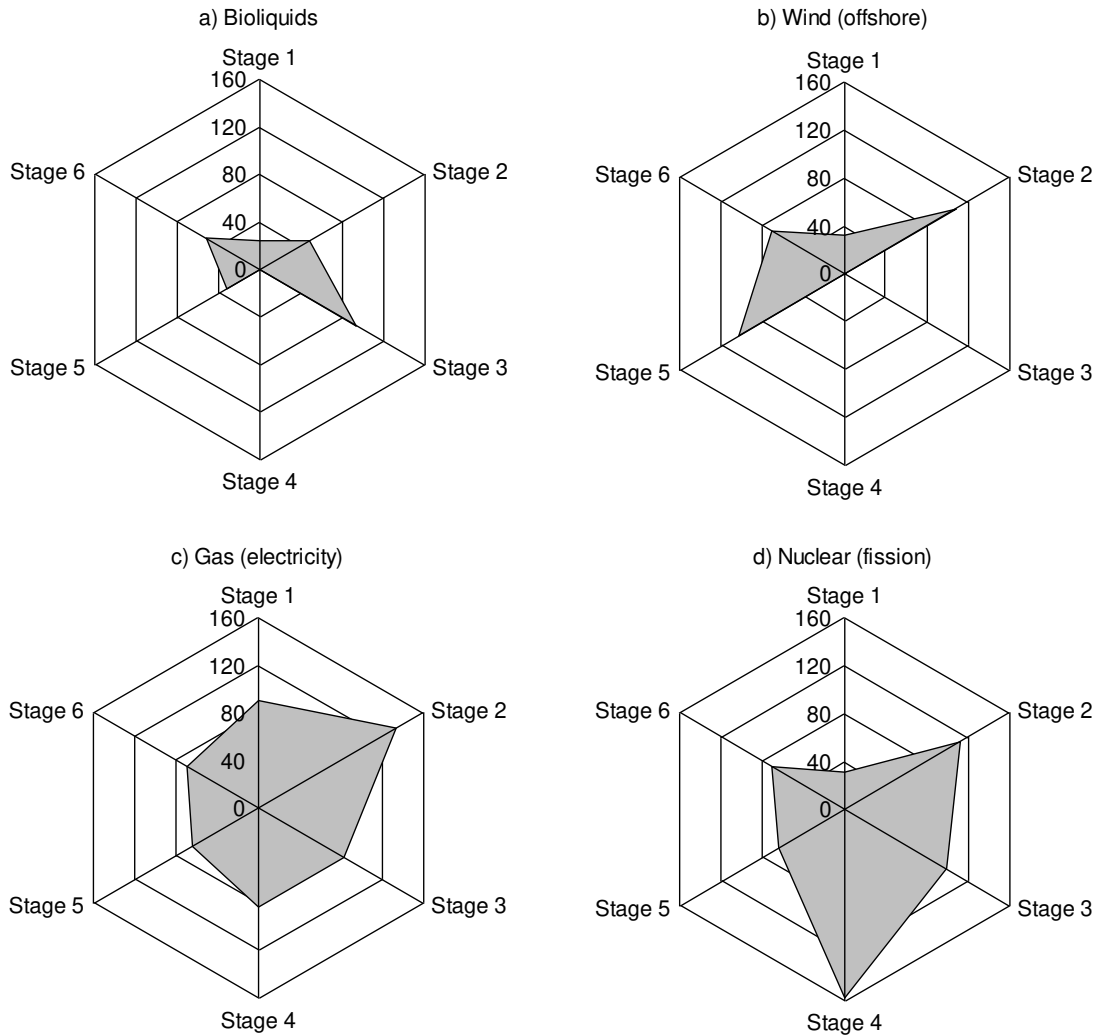 a) Bioliquids
Stage 1
160
120
80
40
0
Stage 2
Stage 3
Stage 4
Stage 5
Stage 6
b) Wind (offshore)
Stage 1
160
120
80
40
0
Stage 2
Stage 3
Stage 4
Stage 5
Stage 6
c) Gas (electricity)
Stage 1
160
120
80
40
0
Stage 2
Stage 3
Stage 4
Stage 5
Stage 6
d) Nuclear (fission)
Stage 1
160
120
80
40
0
Stage 2
Stage 3
Stage 4
Stage 5
Stage 6